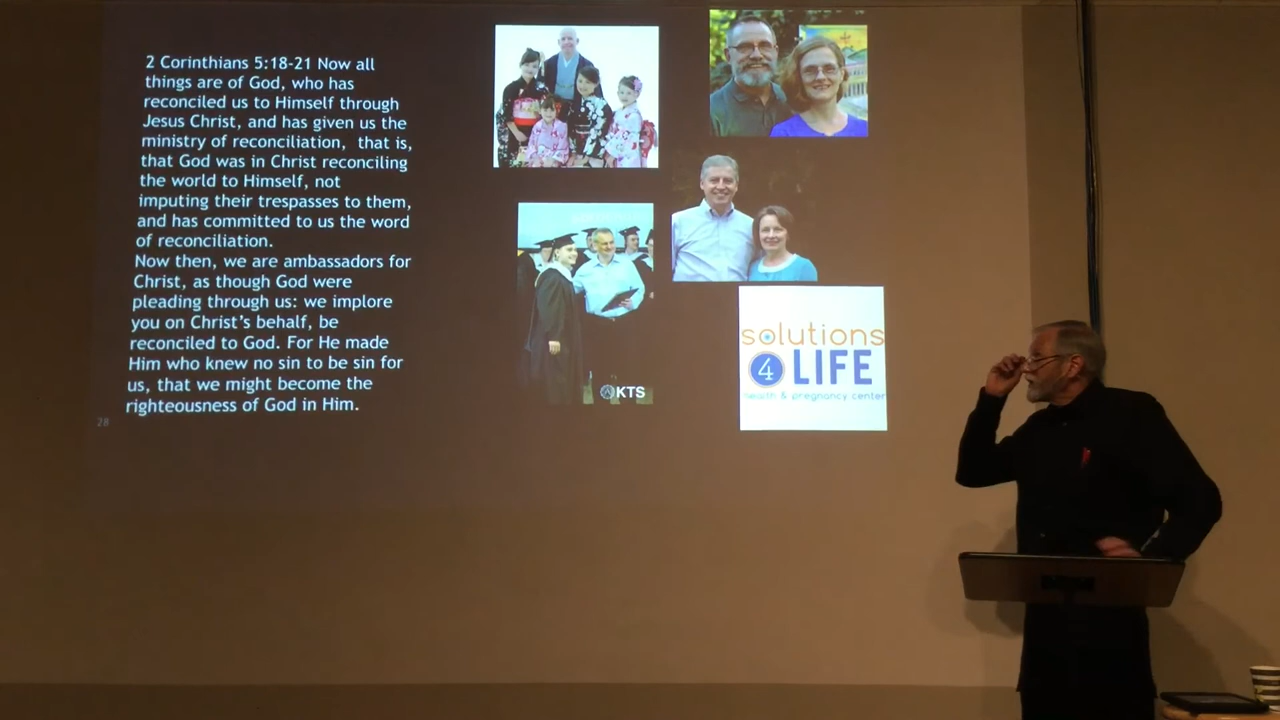 2 Corinthians 5:18-21 Now all
things are of God, who has
reconciled us to Himself through
Jesus Christ, and has given us the
ministry of reconciliation, that is,
that God was in Christ reconciling
the world to Himself, not
imputing their trespasses to them,
and has committed to us the word
of reconciliation.
Now then, we are ambassadors for
Christ, as though God were
pleading through us: we implore
you on Christ's behalf, be
reconciled to God. For He made
Him who knew no sin to be sin for
us, that we might become the
righteousness of God in Him.
28
KTS
solutions
4 LIFE
health & pregnancy center